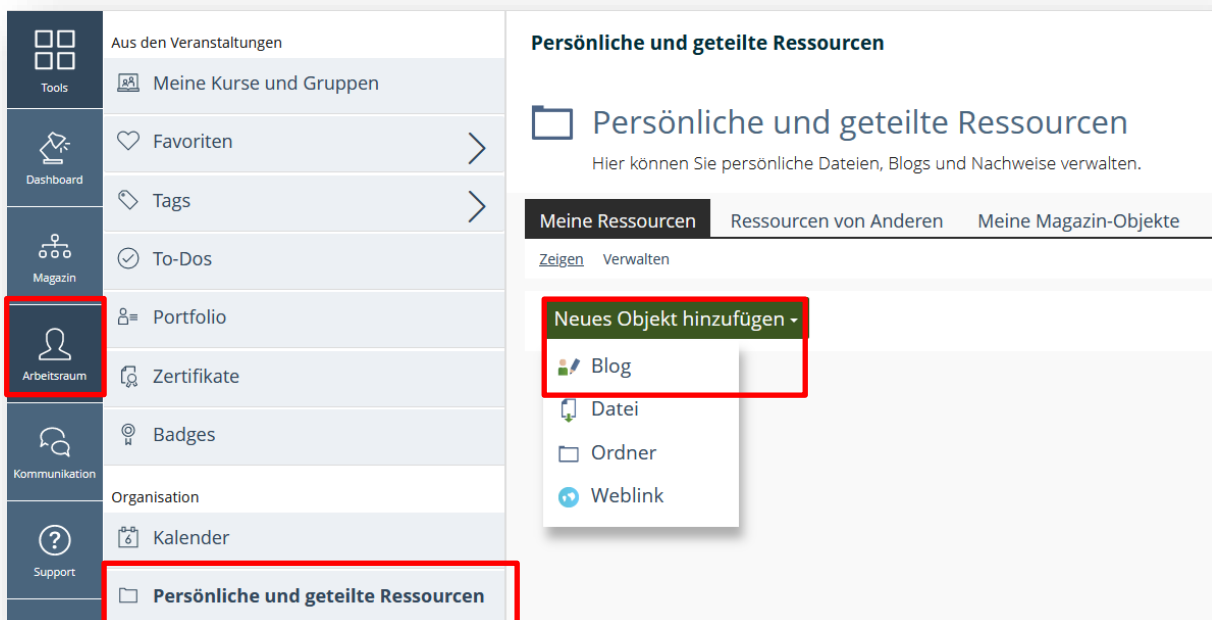 Tools
Dashboard
Magazin
Arbeitsraum
Kommunikation
Support
Aus den Veranstaltungen
Meine Kurse und Gruppen
Favoriten
Tags
To-Dos
Portfolio
Zertifikate
Badges
Organisation
6
Kalender
Persönliche und geteilte Ressourcen
Persönliche und geteilte Ressourcen
Persönliche und geteilte Ressourcen
Hier können Sie persönliche Dateien, Blogs und Nachweise verwalten.
Meine Ressourcen Ressourcen von Anderen Meine Magazin-Objekte
Zeigen Verwalten
Neues Objekt hinzufügen
Blog
Datei
Ordner
Weblink